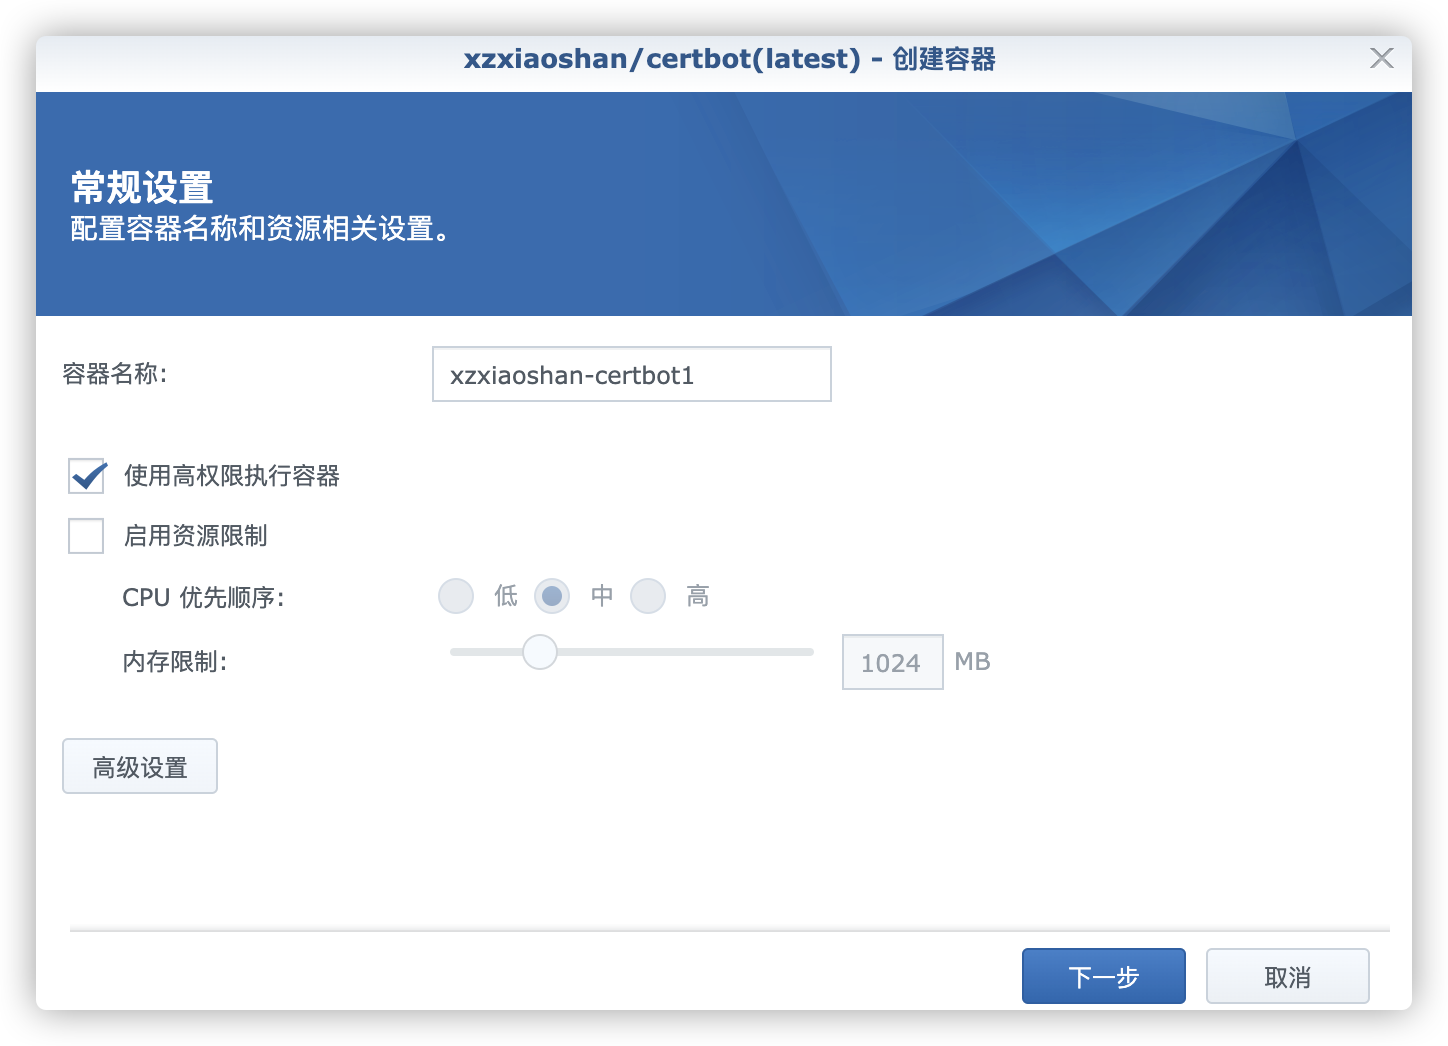 xzxiaoshan/certbot(latest) - 创建容器
常规设置
配置容器名称和资源相关设置。
容器名称: xzxiaoshan-certbot1
使用高权限执行容器
启用资源限制
CPU 优先顺序: 低 中 高
内存限制: 1024 MB
高级设置
下一步 取消